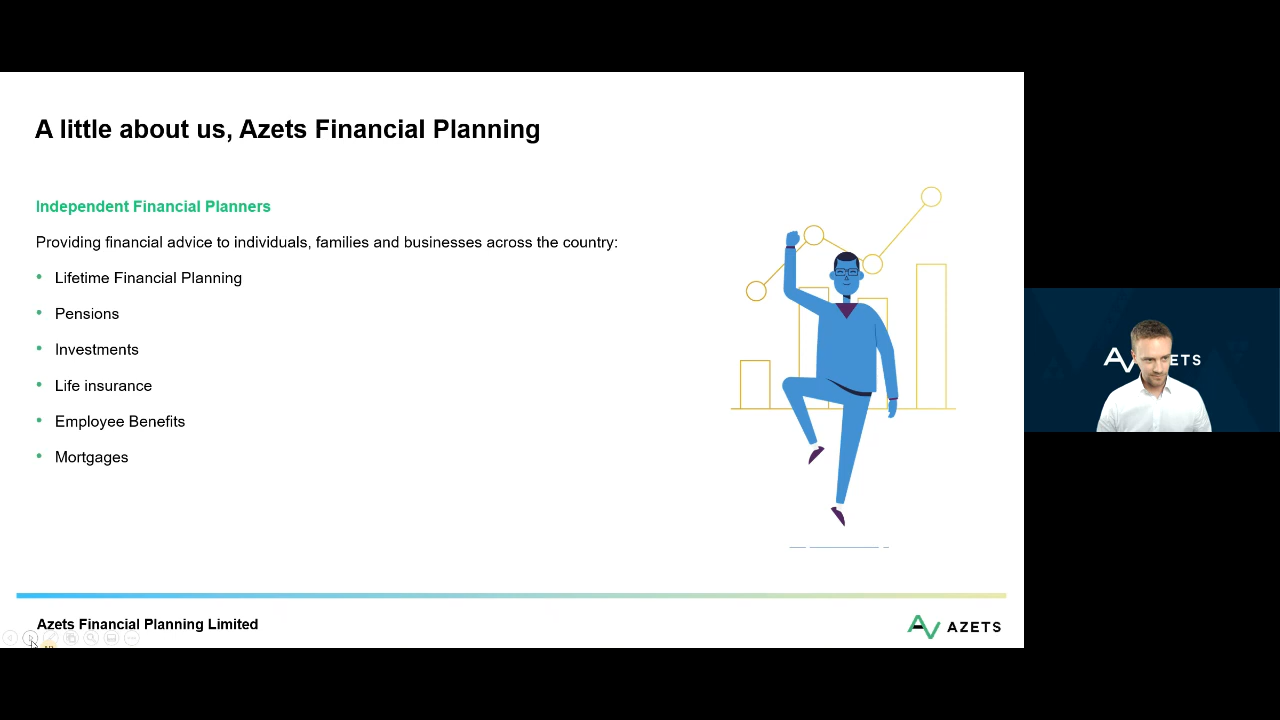 A little about us, Azets Financial Planning
Independent Financial Planners
Providing financial advice to individuals, families and businesses across the country:
• Lifetime Financial Planning
• Pensions
• Investments
• Life insurance
• Employee Benefits
• Mortgages
Azets Financial Planning Limited
AZETS
ETS